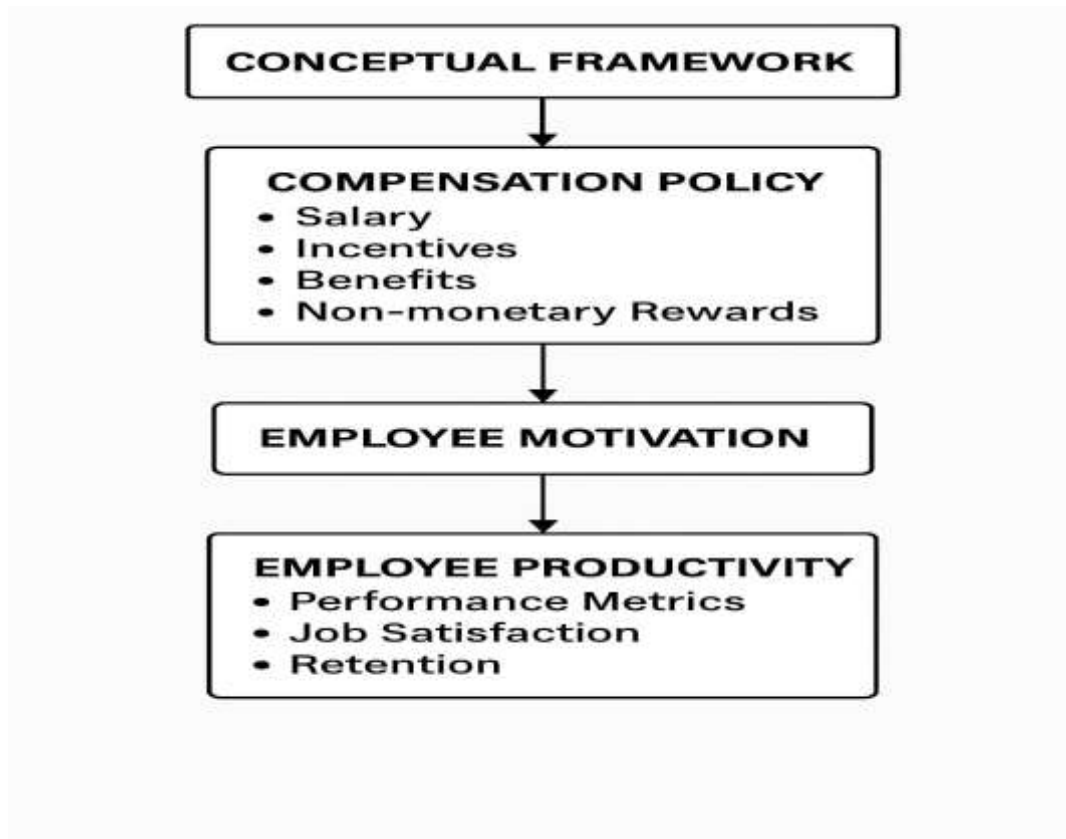 CONCEPTUAL FRAMEWORK
COMPENSATION POLICY
• Salary
• Incentives
• Benefits
• Non-monetary Rewards
EMPLOYEE MOTIVATION
EMPLOYEE PRODUCTIVITY
• Performance Metrics
• Job Satisfaction
• Retention